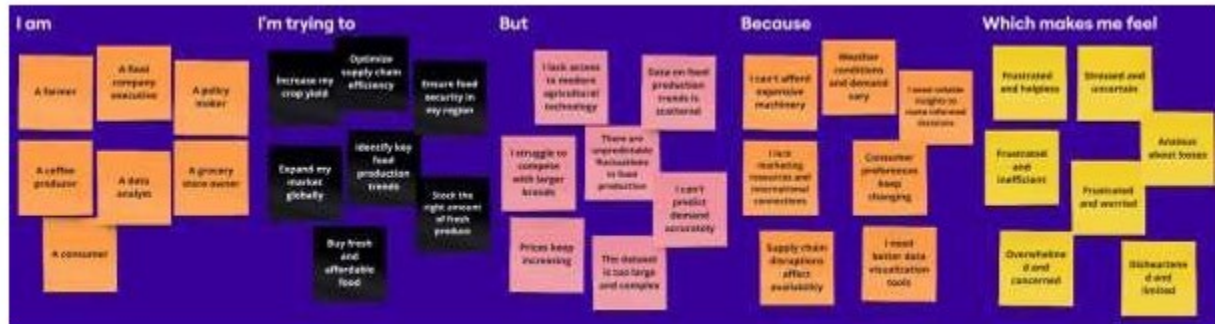 I am
I'm trying to
But
Because
Which makes me feel
A farmer
A food
company
executive
A policy
maker
A coffee
producer
A data
analyst
A grocery
store owner
A consumer
Increase my
crop yield
Optimize
supply chain
efficiency
Ensure food
security in
my region
Expand my
market
globally
Identify key
food
production
trends
Stock the
right amount
of fresh
produce
Buy fresh
and
affordable
food
I lack access
to modern
agricultural
technology
Data on food
production
trends is
scattered
I struggle to
compete
with larger
brands
There are
unpredictable
fluctuations
in food
production
I can't
predict
demand
accurately
Prices keep
increasing
The dataset
is too large
and complex
I can't afford
expensive
machinery
Weather
conditions
and demand
vary
I need reliable
insights to
make informed
decisions
I lack
marketing
resources and
international
connections
Consumer
preferences
keep
changing
Supply chain
disruptions
affect
availability
I need
better data
visualization
tools
Frustrated
and helpless
Stressed and
uncertain
Frustrated
and
inefficient
Anxious
about losses
Frustrated
and worried
Overwhelme
d and
concerned
Disheartene
d and
limited